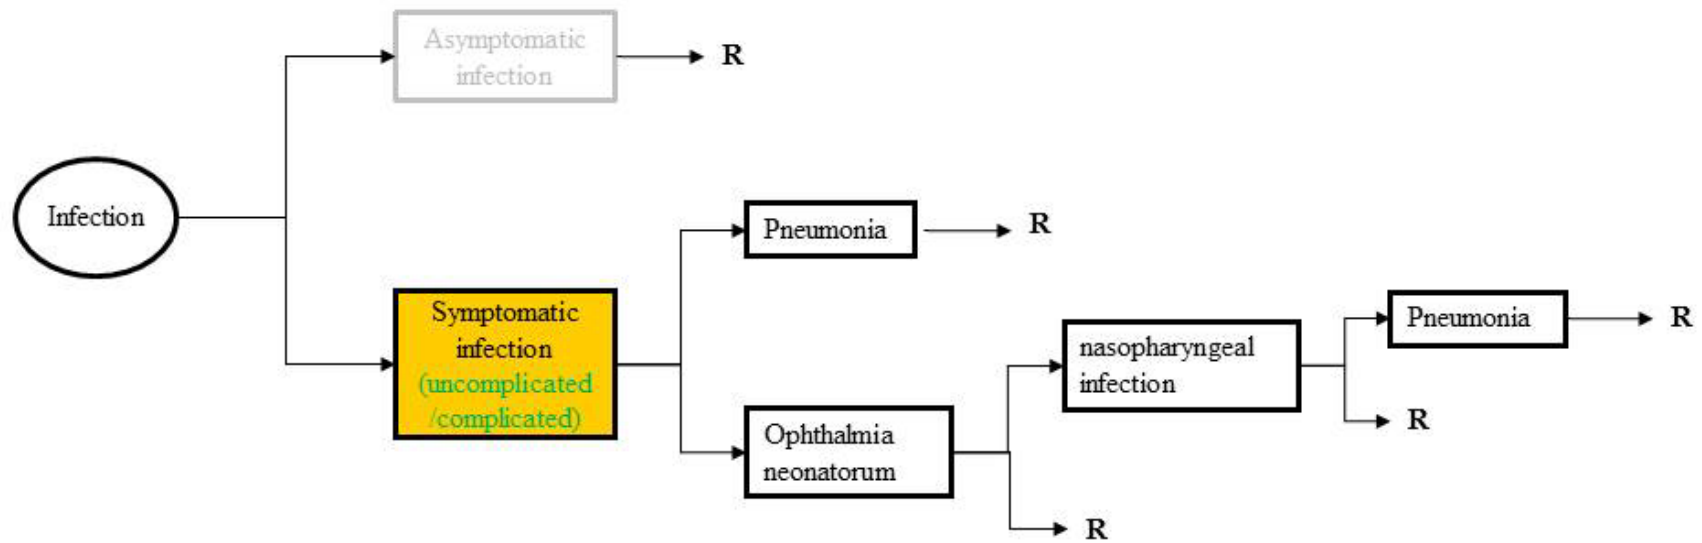 Asymptomatic
infection
R
Infection
Symptomatic
infection
(uncomplicated
/complicated)
Pneumonia
R
Ophthalmia
neonatorum
R
nasopharyngeal
infection
Pneumonia
R
R